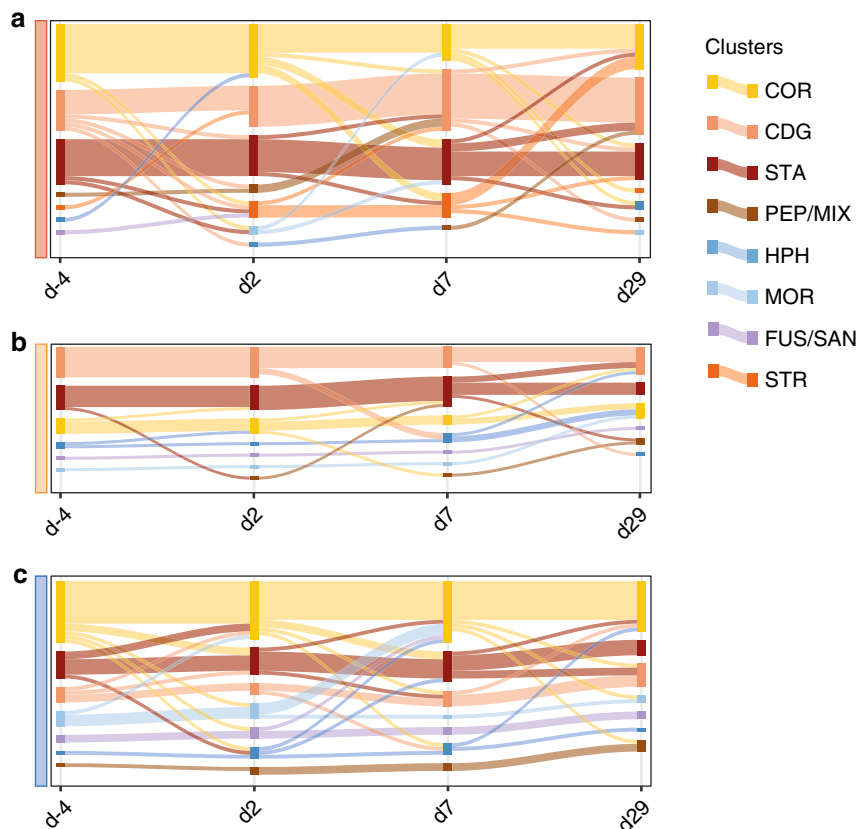 a
d-4 d2 d7 d29
Clusters
COR
CDG
STA
PEP/MIX
HPH
MOR
FUS/SAN
STR
b
d-4 d2 d7 d29
c
d-4 d2 d7 d29